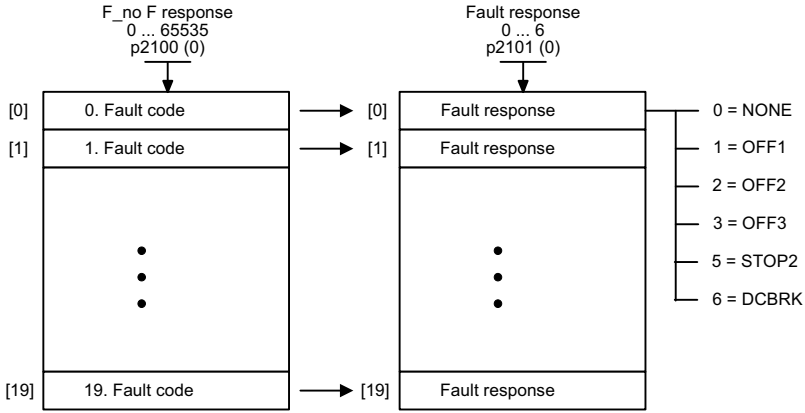 F_no F response
0 ... 65535
p2100 (0)
Fault response
0 ... 6
p2101 (0)
[0] 0. Fault code [0] Fault response 0 = NONE
[1] 1. Fault code [1] Fault response 1 = OFF1
2 = OFF2
3 = OFF3
5 = STOP2
6 = DCBRK
[19] 19. Fault code [19] Fault response